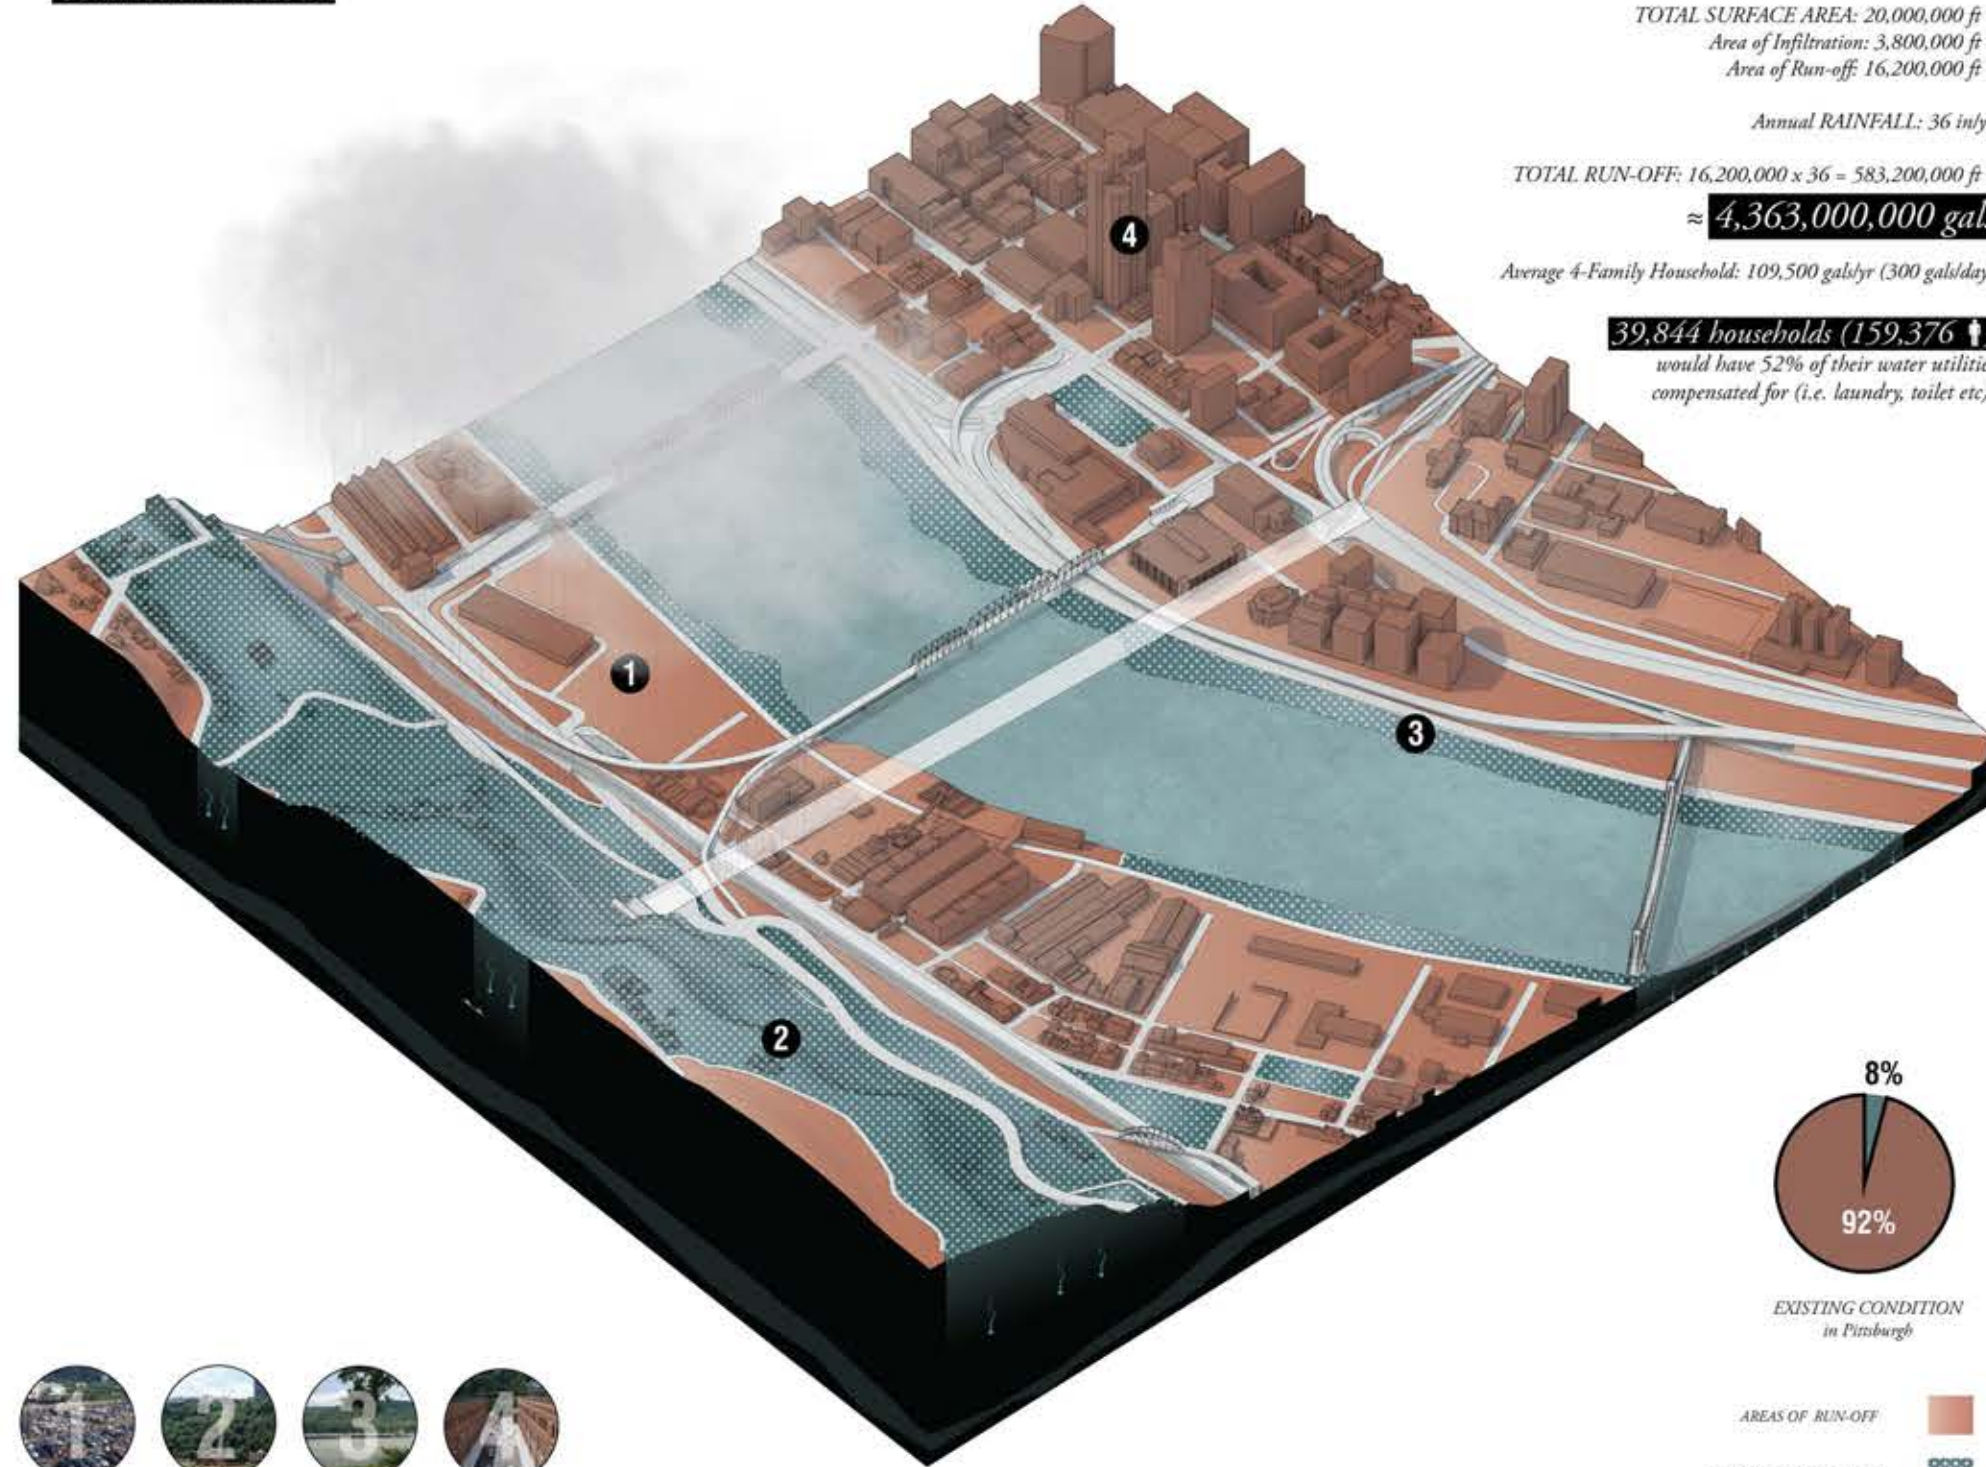 TOTAL SURFACE AREA: 20,000,000 ft
Area of Infiltration: 3,800,000 ft
Area of Run-off: 16,200,000 ft
Annual RAINFALL: 36 in/y
TOTAL RUN-OFF: 16,200,000 x 36 = 583,200,000 ft
≈ 4,363,000,000 gals
Average 4-Family Household: 109,500 gals/yr (300 gals/day
39,844 households (159,376
would have 52% of their water utilitie
compensated for (i.e. laundry, toilet etc)
4
1
3
2
8%
92%
EXISTING CONDITION
in Pittsburgh
1 2 3 4
AREAS OF RUN-OFF